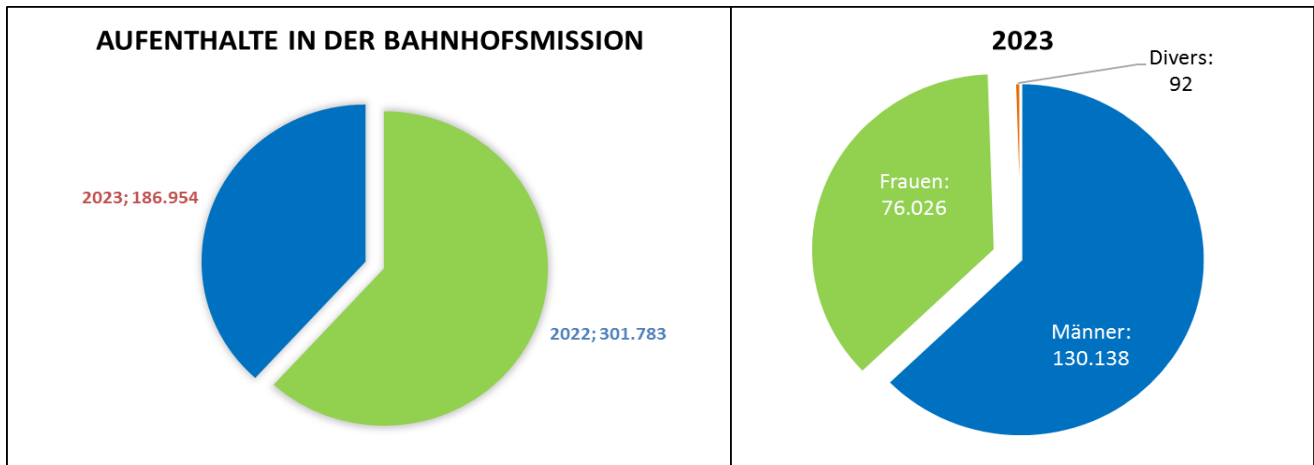 AUFENTHALTE IN DER BAHNHOFSMISSION
2023; 186.954
2022; 301.783
2023
Divers:
92
Frauen:
76.026
Männer:
130.138